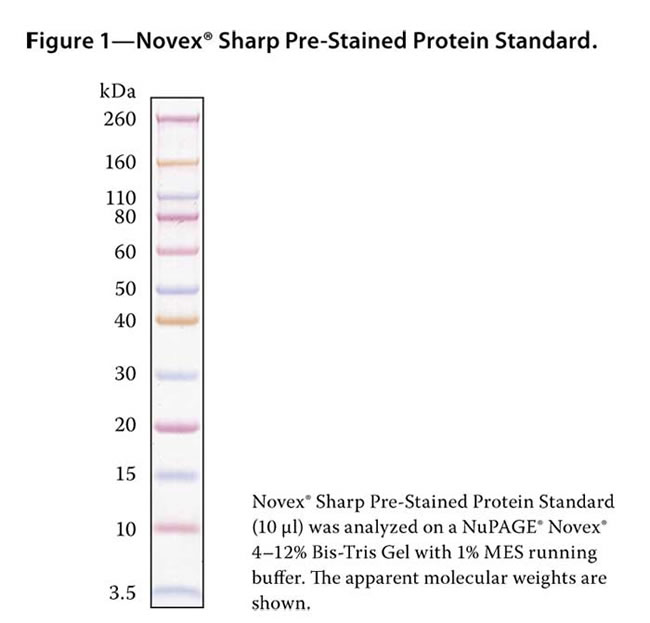 Figure 1—Novex® Sharp Pre-Stained Protein Standard.
kDa
260
160
110
80
60
50
40
30
20
15
10
3.5
Novex® Sharp Pre-Stained Protein Standard
(10 µl) was analyzed on a NuPAGE® Novex®
4–12% Bis-Tris Gel with 1% MES running
buffer. The apparent molecular weights are
shown.